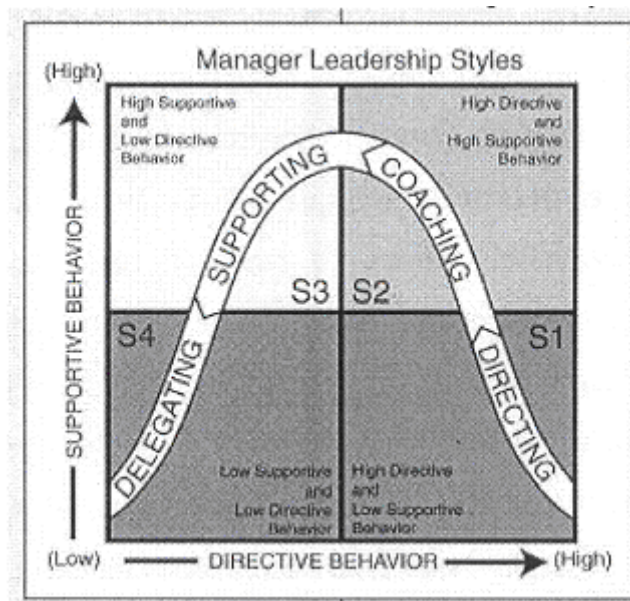 Manager Leadership Styles
(High)
High Supportive
and
Low Directive
Behavior
High Directive
and
High Supportive
Behavior
SUPPORTING
COACHING
SUPPORTIVE BEHAVIOR
S3
S2
S4
S1
DELEGATING
DIRECTING
Low Supportive
and
Low Directive
Behavior
High Directive
and
Low Supportive
Behavior
(Low)
DIRECTIVE BEHAVIOR
(High)